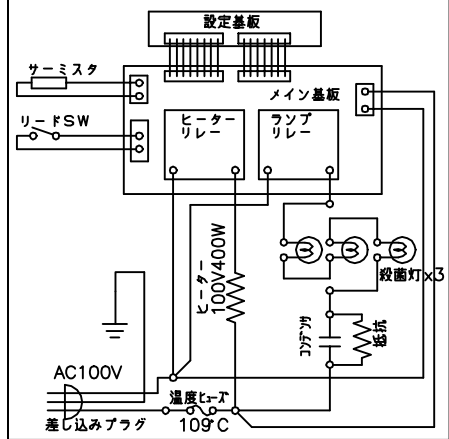 設定基板
サーミスタ
メイン基板
リードSW
ヒーター
リレー
ランプ
リレー
ヒーター
100V400W
殺菌灯x3
コンデンサ
抵抗
AC100V
温度ヒューズ
109℃
差し込みプラグ